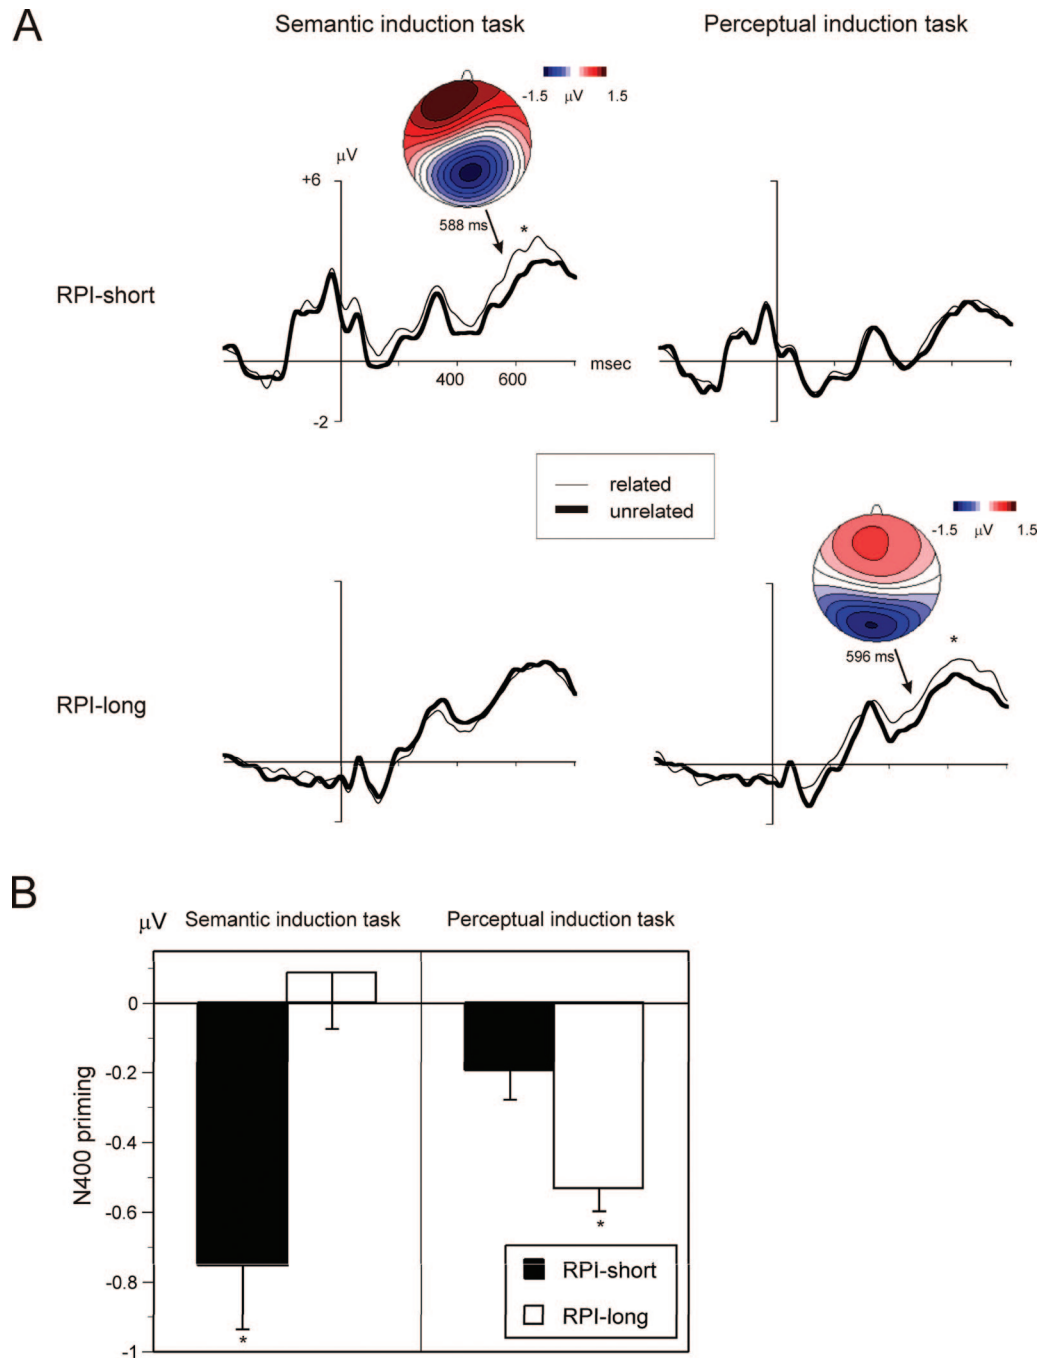 A
Semantic induction task
Perceptual induction task
-1.5 μV 1.5
μV
+6
588 ms
*
RPI-short
400 600
msec
-2
related
unrelated
-1.5 μV 1.5
596 ms
*
RPI-long
B
μV
Semantic induction task
Perceptual induction task
N400 priming
0
-0.2
-0.4
-0.6
-0.8
-1
*
*
RPI-short
RPI-long